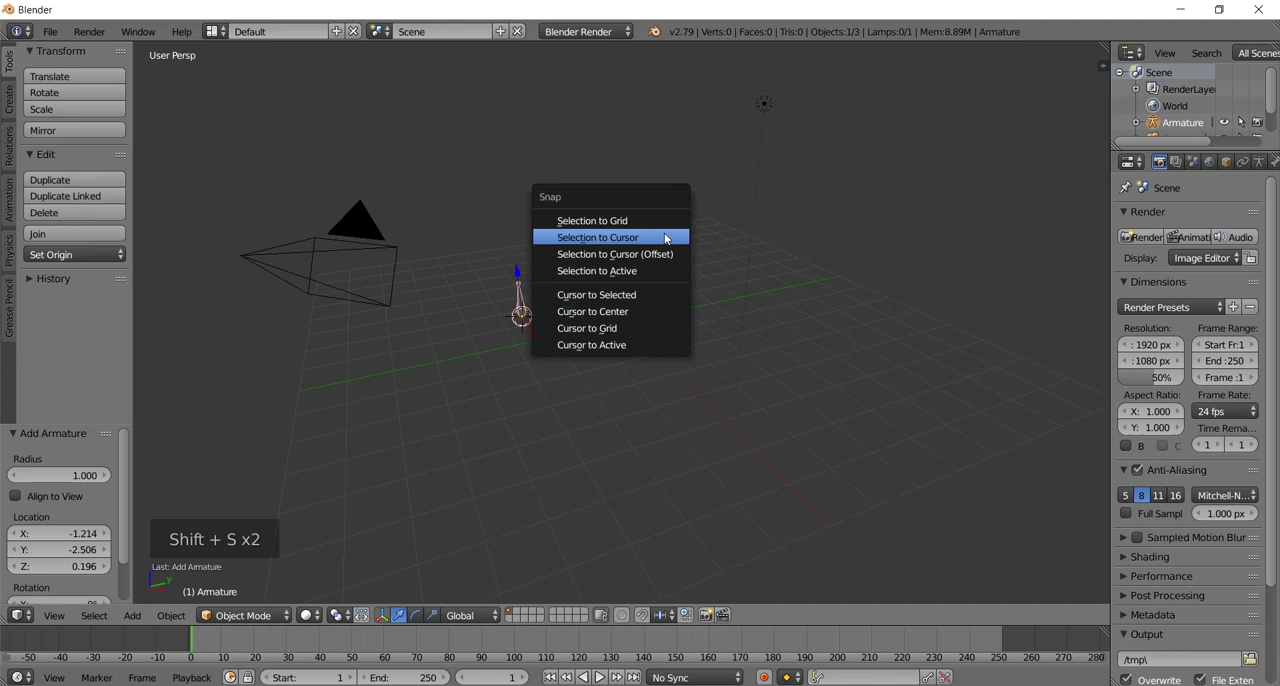 Blender
File Render Window Help Default Scene Blender Render v2.79 | Verts:0 | Faces:0 | Tris:0 | Objects:1/3 | Lamps:0/1 | Mem:8.89M | Armature
Tools
Create
Relations
Animation
Physics
Grease Pencil
Transform
Translate
Rotate
Scale
Mirror
Edit
Duplicate
Duplicate Linked
Delete
Join
Set Origin
History
Add Armature
Radius
1.000
Align to View
Location
X: -1.214
Y: -2.506
Z: 0.196
Rotation
User Persp
Snap
Selection to Grid
Selection to Cursor
Selection to Cursor (Offset)
Selection to Active
Cursor to Selected
Cursor to Center
Cursor to Grid
Cursor to Active
Shift + S x2
Last: Add Armature
y
(1) Armature
View Select Add Object Object Mode Global
-50 -40 -30 -20 -10 0 10 20 30 40 50 60 70 80 90 100 110 120 130 140 150 160 170 180 190 200 210 220 230 240 250 260 270 280
View Marker Frame Playback Start: 1 End: 250 1 No Sync
View Search All Scenes
Scene
RenderLaye
World
Armature
Scene
Render
Render Animati Audio
Display: Image Editor
Dimensions
Render Presets
Resolution: Frame Range:
: 1920 px Start Fr:1
: 1080 px End :250
50% Frame :1
Aspect Ratio: Frame Rate:
X: 1.000 24 fps
Y: 1.000 Time Rema...
B C 1 1
Anti-Aliasing
5 8 11 16 Mitchell-N...
Full Sampl 1.000 px
Sampled Motion Blur
Shading
Performance
Post Processing
Metadata
Output
/tmp\
Overwrite File Exten